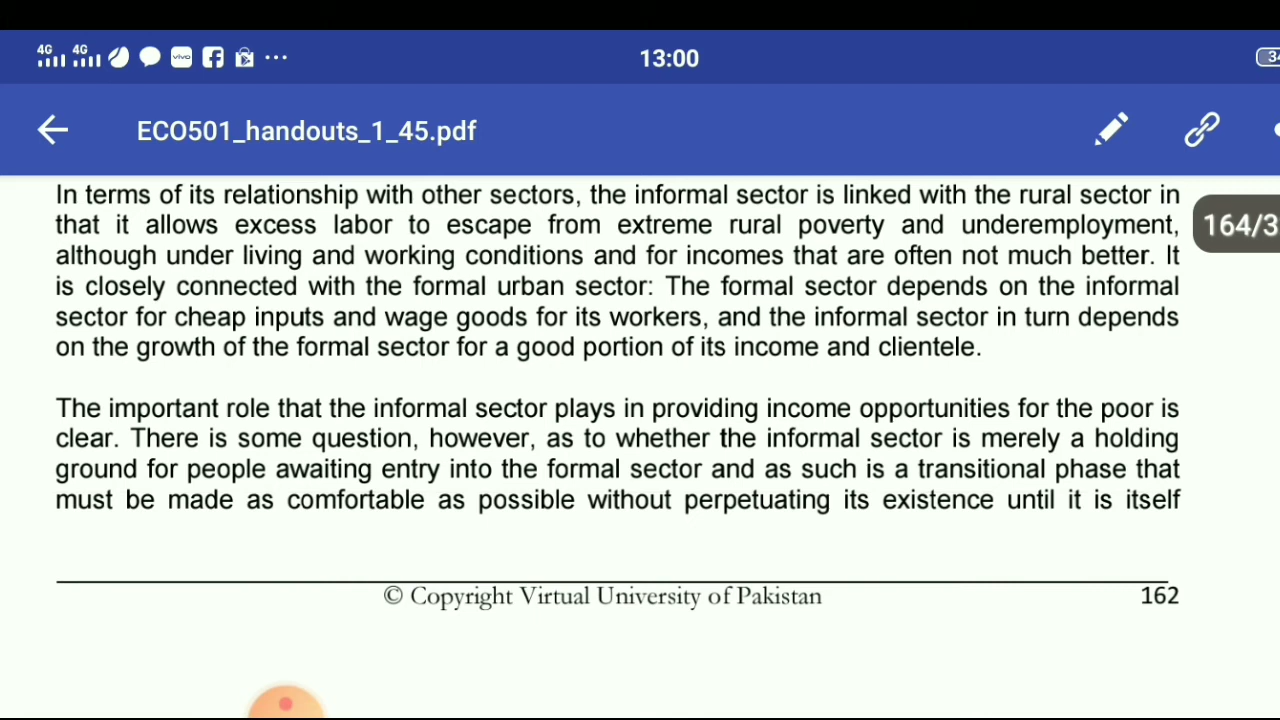 4G 4G vivo 13:00 34
ECO501_handouts_1_45.pdf
In terms of its relationship with other sectors, the informal sector is linked with the rural sector in
that it allows excess labor to escape from extreme rural poverty and underemployment,
164/3
although under living and working conditions and for incomes that are often not much better. It
is closely connected with the formal urban sector: The formal sector depends on the informal
sector for cheap inputs and wage goods for its workers, and the informal sector in turn depends
on the growth of the formal sector for a good portion of its income and clientele.
The important role that the informal sector plays in providing income opportunities for the poor is
clear. There is some question, however, as to whether the informal sector is merely a holding
ground for people awaiting entry into the formal sector and as such is a transitional phase that
must be made as comfortable as possible without perpetuating its existence until it is itself
© Copyright Virtual University of Pakistan 162